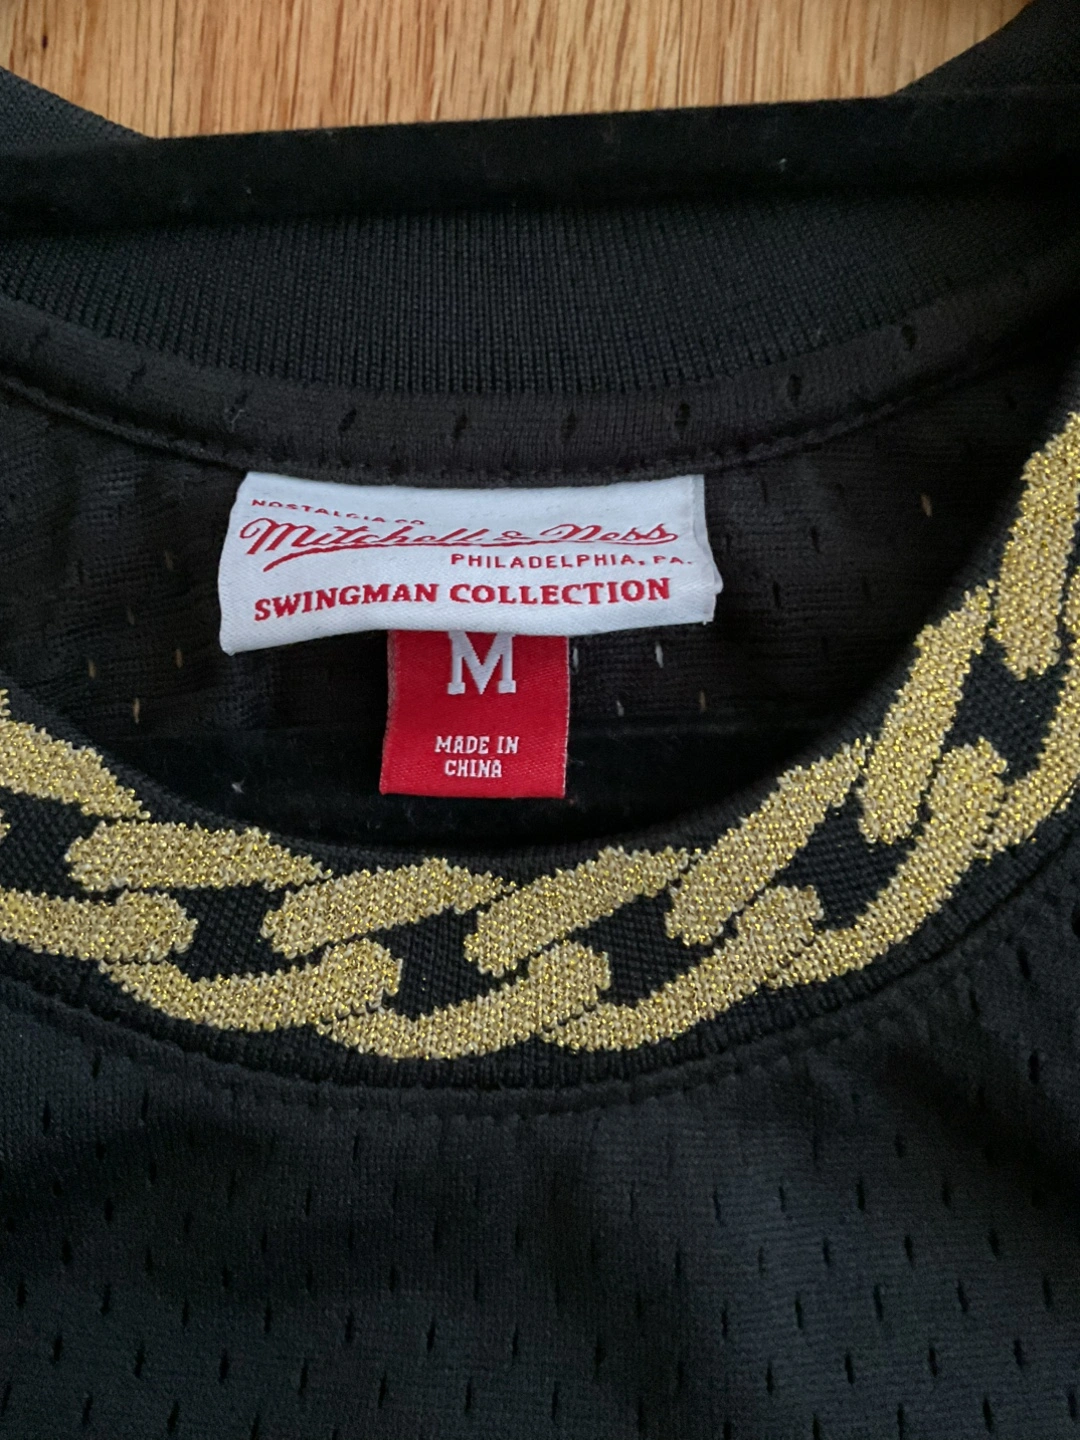 NOSTALGIA CO.
Mitchell & Ness
PHILADELPHIA, PA.
SWINGMAN COLLECTION
M
MADE IN
CHINA